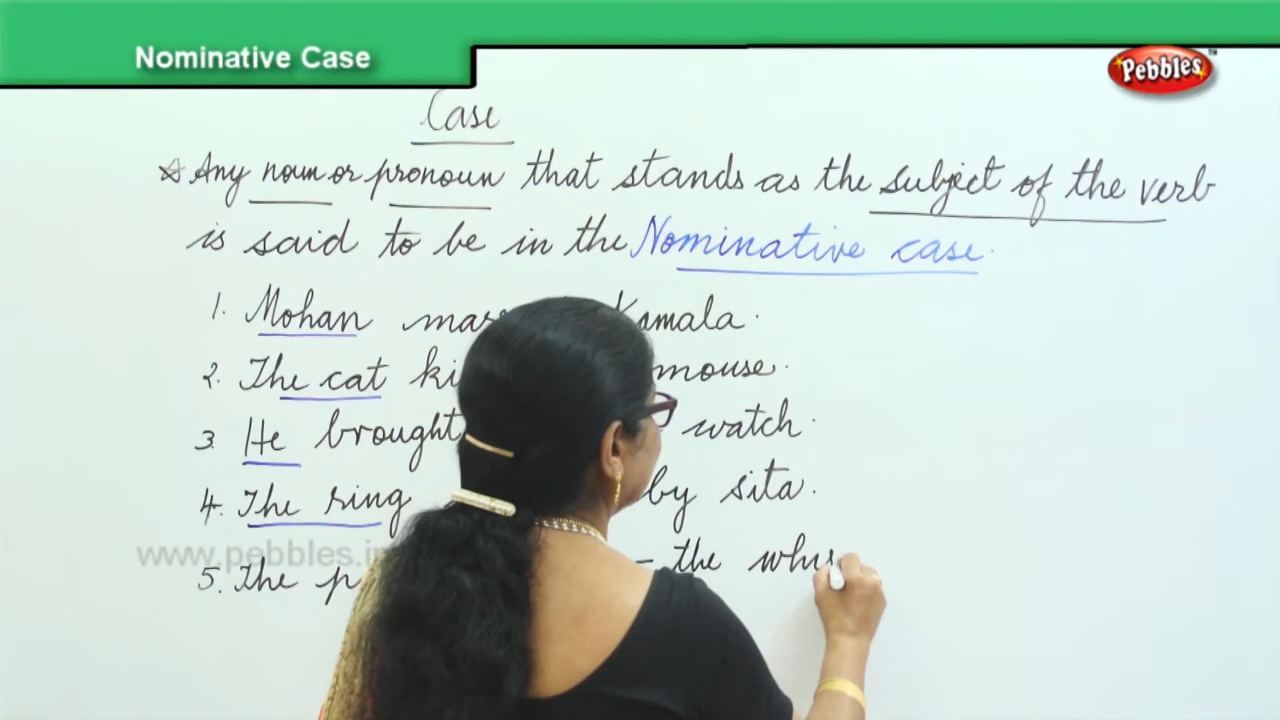 Nominative Case
Pebbles
Case
Any noun or pronoun that stands as the subject of the verb
is said to be in the Nominative case.
1. Mohan Kamala.
2. The cat mouse.
3 He brought watch.
4. The ring by sita.
www.pebbles.in
5. The the